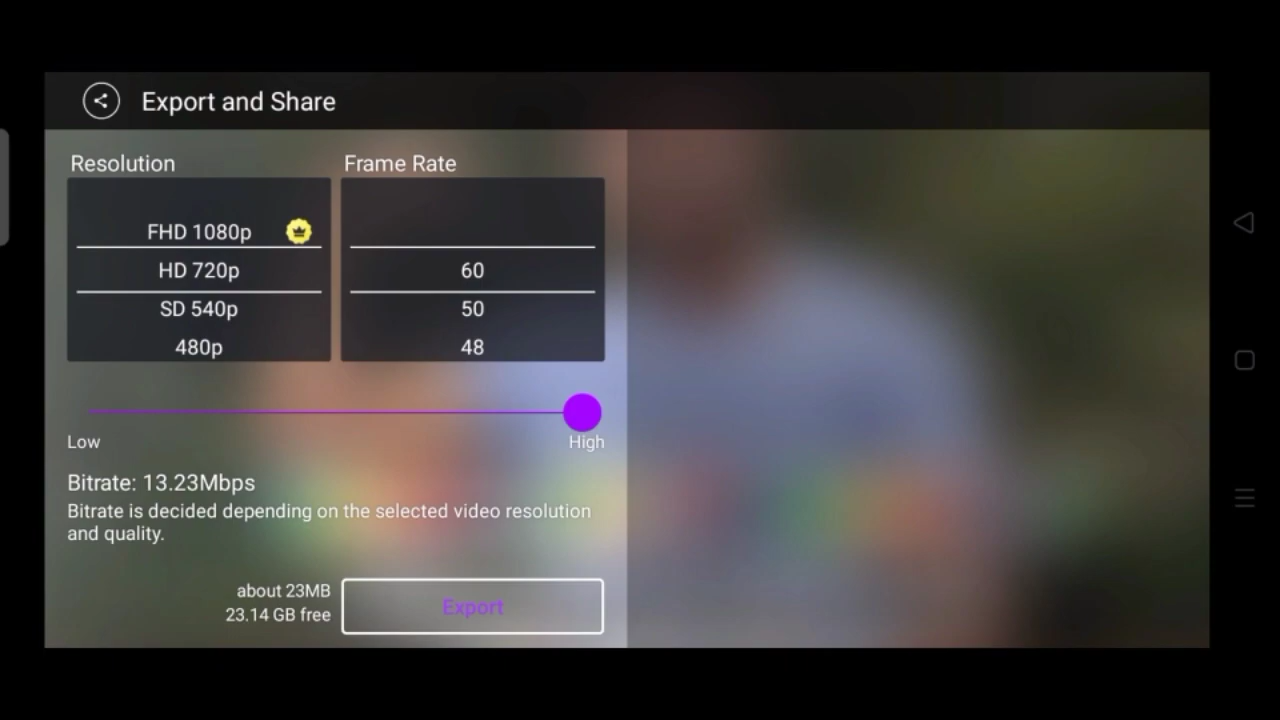 Export and Share
Resolution
Frame Rate
FHD 1080p
HD 720p
SD 540p
480p
60
50
48
Low
High
Bitrate: 13.23Mbps
Bitrate is decided depending on the selected video resolution
and quality.
about 23MB
23.14 GB free
Export